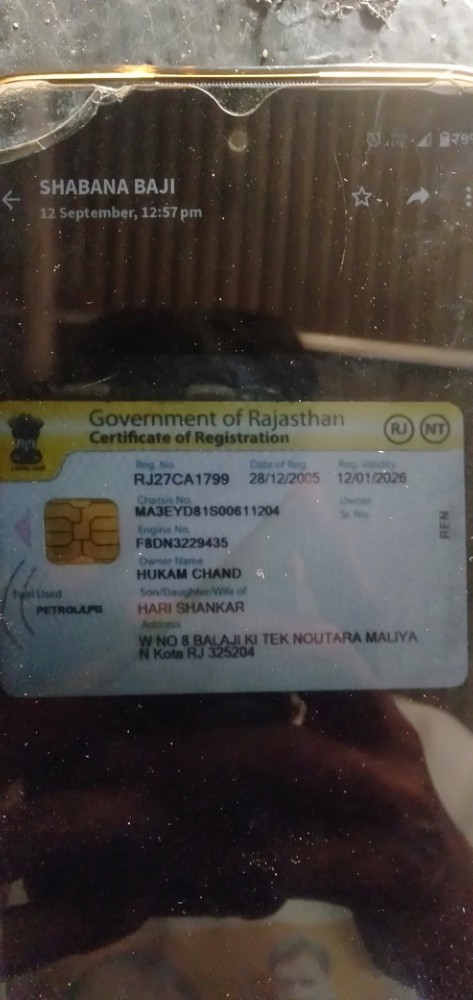 SHABANA BAJI
12 September, 12:57 pm
Government of Rajasthan
Certificate of Registration
RJ NT
Reg. No. Date of Reg. Reg. Validity
RJ27CA1799 28/12/2005 12/01/2026
Chassis No. Owner
MA3EYD81S00611204 Sr. No.
Engine No.
F8DN3229435
Owner Name
HUKAM CHAND
Fuel Used Son/Daughter/Wife of
PETROL/LPG HARI SHANKAR
Address
W NO 8 BALAJI KI TEK NOUTARA MALIYA
N Kota RJ 325204
REN